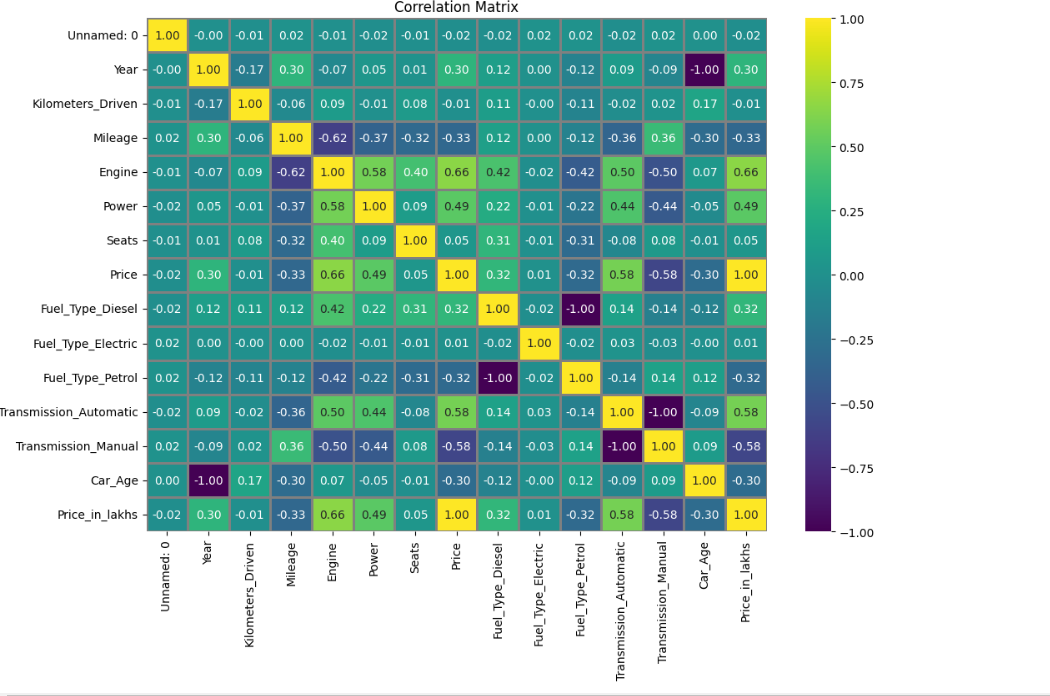 Correlation Matrix
Unnamed: 0 1.00 -0.00 -0.01 0.02 -0.01 -0.02 -0.01 -0.02 -0.02 0.02 0.02 -0.02 0.02 0.00 -0.02 1.00
Year -0.00 1.00 -0.17 0.30 -0.07 0.05 0.01 0.30 0.12 0.00 -0.12 0.09 -0.09 -1.00 0.30
0.75
Kilometers_Driven -0.01 -0.17 1.00 -0.06 0.09 -0.01 0.08 -0.01 0.11 -0.00 -0.11 -0.02 0.02 0.17 -0.01
Mileage 0.02 0.30 -0.06 1.00 -0.62 -0.37 -0.32 -0.33 0.12 0.00 -0.12 -0.36 0.36 -0.30 -0.33
0.50
Engine -0.01 -0.07 0.09 -0.62 1.00 0.58 0.40 0.66 0.42 -0.02 -0.42 0.50 -0.50 0.07 0.66
Power -0.02 0.05 -0.01 -0.37 0.58 1.00 0.09 0.49 0.22 -0.01 -0.22 0.44 -0.44 -0.05 0.49
0.25
Seats -0.01 0.01 0.08 -0.32 0.40 0.09 1.00 0.05 0.31 -0.01 -0.31 -0.08 0.08 -0.01 0.05
Price -0.02 0.30 -0.01 -0.33 0.66 0.49 0.05 1.00 0.32 0.01 -0.32 0.58 -0.58 -0.30 1.00 0.00
Fuel_Type_Diesel -0.02 0.12 0.11 0.12 0.42 0.22 0.31 0.32 1.00 -0.02 -1.00 0.14 -0.14 -0.12 0.32
Fuel_Type_Electric 0.02 0.00 -0.00 0.00 -0.02 -0.01 -0.01 0.01 -0.02 1.00 -0.02 0.03 -0.03 -0.00 0.01 −0.25
Fuel_Type_Petrol 0.02 -0.12 -0.11 -0.12 -0.42 -0.22 -0.31 -0.32 -1.00 -0.02 1.00 -0.14 0.14 0.12 -0.32
Transmission_Automatic -0.02 0.09 -0.02 -0.36 0.50 0.44 -0.08 0.58 0.14 0.03 -0.14 1.00 -1.00 -0.09 0.58 −0.50
Transmission_Manual 0.02 -0.09 0.02 0.36 -0.50 -0.44 0.08 -0.58 -0.14 -0.03 0.14 -1.00 1.00 0.09 -0.58
−0.75
Car_Age 0.00 -1.00 0.17 -0.30 0.07 -0.05 -0.01 -0.30 -0.12 -0.00 0.12 -0.09 0.09 1.00 -0.30
Price_in_lakhs -0.02 0.30 -0.01 -0.33 0.66 0.49 0.05 1.00 0.32 0.01 -0.32 0.58 -0.58 -0.30 1.00
−1.00
Unnamed: 0
Year
Kilometers_Driven
Mileage
Engine
Power
Seats
Price
Fuel_Type_Diesel
Fuel_Type_Electric
Fuel_Type_Petrol
Transmission_Automatic
Transmission_Manual
Car_Age
Price_in_lakhs